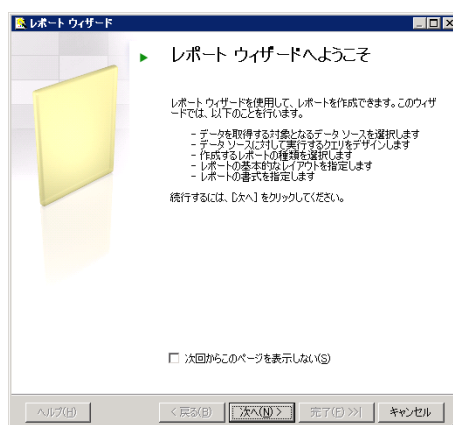 レポート ウィザード
レポート ウィザードへようこそ
レポート ウィザードを使用して、レポートを作成できます。このウィザ
ードでは、以下のことを行います。
- データを取得する対象となるデータ ソースを選択します
- データ ソースに対して実行するクエリをデザインします
- 作成するレポートの種類を選択します
- レポートの基本的なレイアウトを指定します
- レポートの書式を指定します
続行するには、[次へ] をクリックしてください。
次回からこのページを表示しない(S)
ヘルプ(H)
< 戻る(B)
次へ(N) >
完了(F) >>|
キャンセル